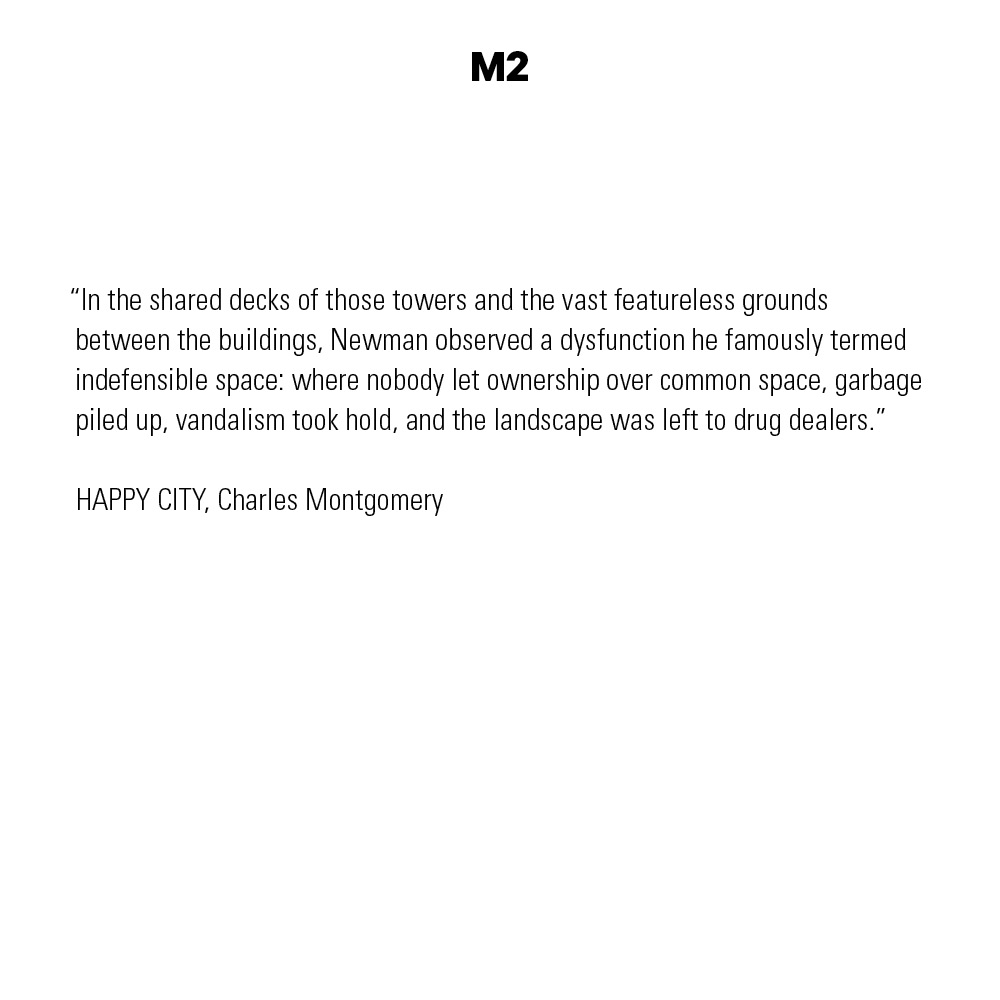 M2
“In the shared decks of those towers and the vast featureless grounds
between the buildings, Newman observed a dysfunction he famously termed
indefensible space: where nobody let ownership over common space, garbage
piled up, vandalism took hold, and the landscape was left to drug dealers.”
HAPPY CITY, Charles Montgomery